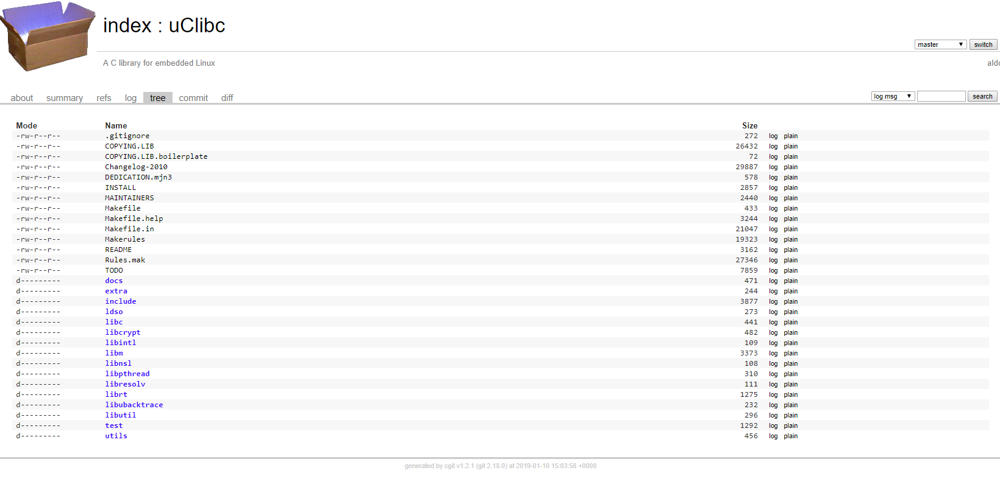 index : uClibc
master switch
A C library for embedded Linux
about summary refs log tree commit diff
log msg search
Mode Name Size
-rw-r--r-- .gitignore 272 log plain
-rw-r--r-- COPYING.LIB 26432 log plain
-rw-r--r-- COPYING.LIB.boilerplate 72 log plain
-rw-r--r-- Changelog-2010 29887 log plain
-rw-r--r-- DEDICATION.mjn3 578 log plain
-rw-r--r-- INSTALL 2857 log plain
-rw-r--r-- MAINTAINERS 2440 log plain
-rw-r--r-- Makefile 433 log plain
-rw-r--r-- Makefile.help 3244 log plain
-rw-r--r-- Makefile.in 21047 log plain
-rw-r--r-- Makerules 19323 log plain
-rw-r--r-- README 3162 log plain
-rw-r--r-- Rules.mak 27346 log plain
-rw-r--r-- TODO 7859 log plain
d--------- docs 471 log plain
d--------- extra 244 log plain
d--------- include 3877 log plain
d--------- ldso 273 log plain
d--------- libc 441 log plain
d--------- libcrypt 482 log plain
d--------- libintl 109 log plain
d--------- libm 3373 log plain
d--------- libnsl 108 log plain
d--------- libpthread 310 log plain
d--------- libresolv 111 log plain
d--------- librt 1275 log plain
d--------- libubacktrace 232 log plain
d--------- libutil 296 log plain
d--------- test 1292 log plain
d--------- utils 456 log plain
generated by cgit v1.2.1 (git 2.18.0) at 2019-01-10 15:03:58 +0000